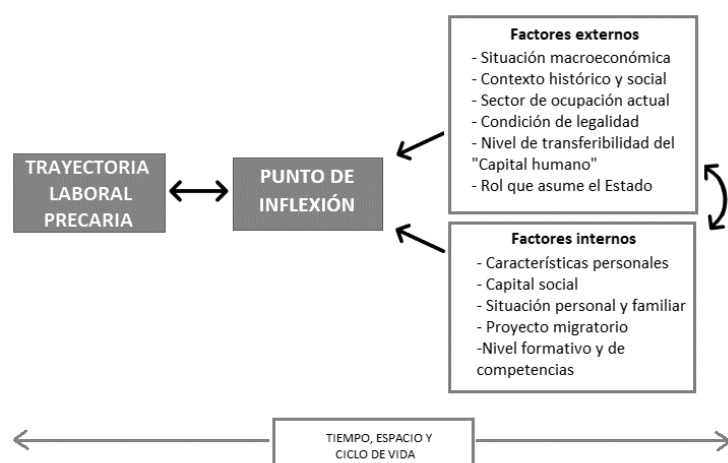 Factores externos
- Situación macroeconómica
- Contexto histórico y social
- Sector de ocupación actual
- Condición de legalidad
- Nivel de transferibilidad del
"Capital humano"
- Rol que asume el Estado
TRAYECTORIA
LABORAL
PRECARIA
PUNTO DE
INFLEXIÓN
Factores internos
- Características personales
- Capital social
- Situación personal y familiar
- Proyecto migratorio
-Nivel formativo y de
competencias
TIEMPO, ESPACIO Y
CICLO DE VIDA